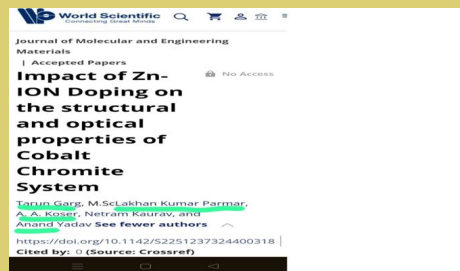 World Scientific
Connecting Great Minds
Journal of Molecular and Engineering
Materials
| Accepted Papers
Impact of Zn-
ION Doping on
the structural
and optical
properties of
Cobalt
Chromite
System
No Access
Tarun Garg, M.ScLakhan Kumar Parmar,
A. A. Koser, Netram Kaurav, and
Anand Yadav See fewer authors
https://doi.org/10.1142/S2251237324400318 |
Cited by: 0 (Source: Crossref)